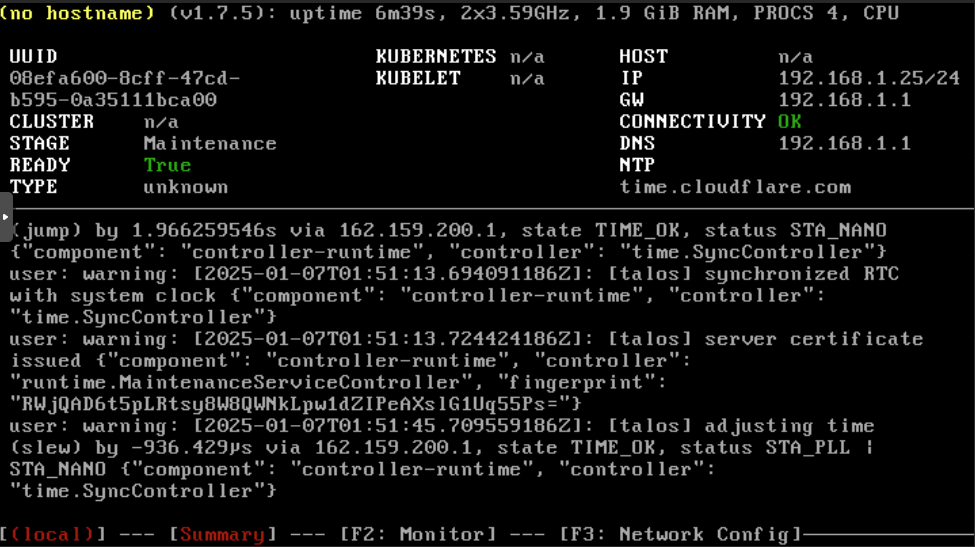 (no hostname) (v1.7.5): uptime 6m39s, 2x3.59GHz, 1.9 GiB RAM, PROCS 4, CPU
UUID KUBERNETES n/a HOST n/a
08efa600-8cff-47cd- KUBELET n/a IP 192.168.1.25/24
b595-0a35111bca00 GW 192.168.1.1
CLUSTER n/a CONNECTIVITY OK
STAGE Maintenance DNS 192.168.1.1
READY True NTP
TYPE unknown time.cloudflare.com
(jump) by 1.966259546s via 162.159.200.1, state TIME_OK, status STA_NANO
{"component": "controller-runtime", "controller": "time.SyncController"}
user: warning: [2025-01-07T01:51:13.694091186Z]: [talos] synchronized RTC
with system clock {"component": "controller-runtime", "controller":
"time.SyncController"}
user: warning: [2025-01-07T01:51:13.724424186Z]: [talos] server certificate
issued {"component": "controller-runtime", "controller":
"runtime.MaintenanceServiceController", "fingerprint":
"RWjQAD6t5pLRtsy8W8QWNkLpw1dZIPeAXslG1Uq55Ps="}
user: warning: [2025-01-07T01:51:45.709559186Z]: [talos] adjusting time
(slew) by -936.429µs via 162.159.200.1, state TIME_OK, status STA_PLL |
STA_NANO {"component": "controller-runtime", "controller":
"time.SyncController"}
[(local)] --- [Summary] --- [F2: Monitor] --- [F3: Network Config]